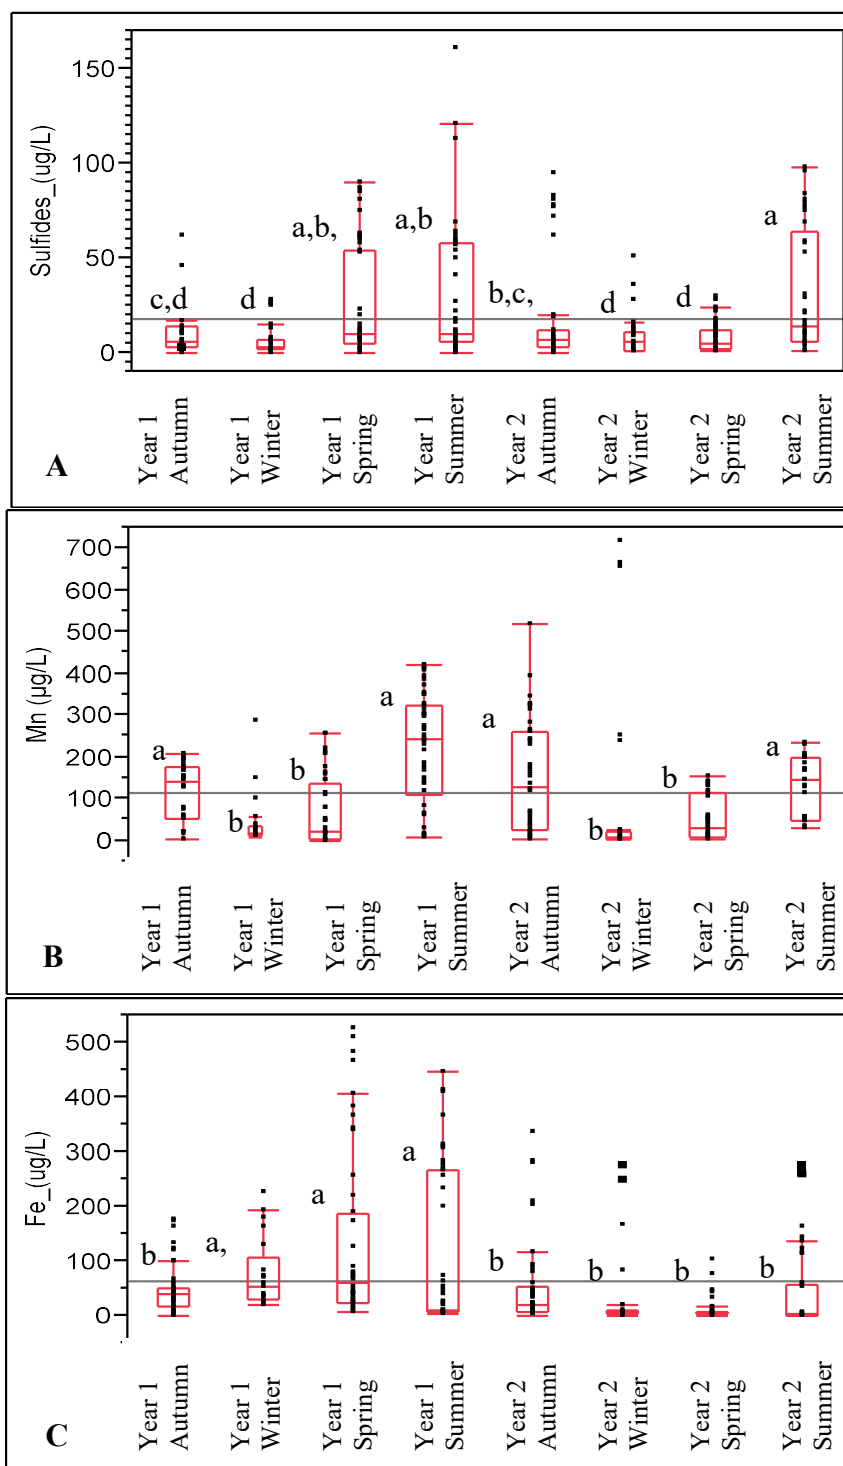 Sulfides_(ug/L)
150
100
50
0
c,d
d
a,b,
a,b
b,c,
d
d
a
Year 1 Autumn
Year 1 Winter
Year 1 Spring
Year 1 Summer
Year 2 Autumn
Year 2 Winter
Year 2 Spring
Year 2 Summer
A
Mn (µg/L)
700
600
500
400
300
200
100
0
a
b
b
a
a
b
b
a
Year 1 Autumn
Year 1 Winter
Year 1 Spring
Year 1 Summer
Year 2 Autumn
Year 2 Winter
Year 2 Spring
Year 2 Summer
B
Fe_(ug/L)
500
400
300
200
100
0
b
a,
a
a
b
b
b
b
Year 1 Autumn
Year 1 Winter
Year 1 Spring
Year 1 Summer
Year 2 Autumn
Year 2 Winter
Year 2 Spring
Year 2 Summer
C